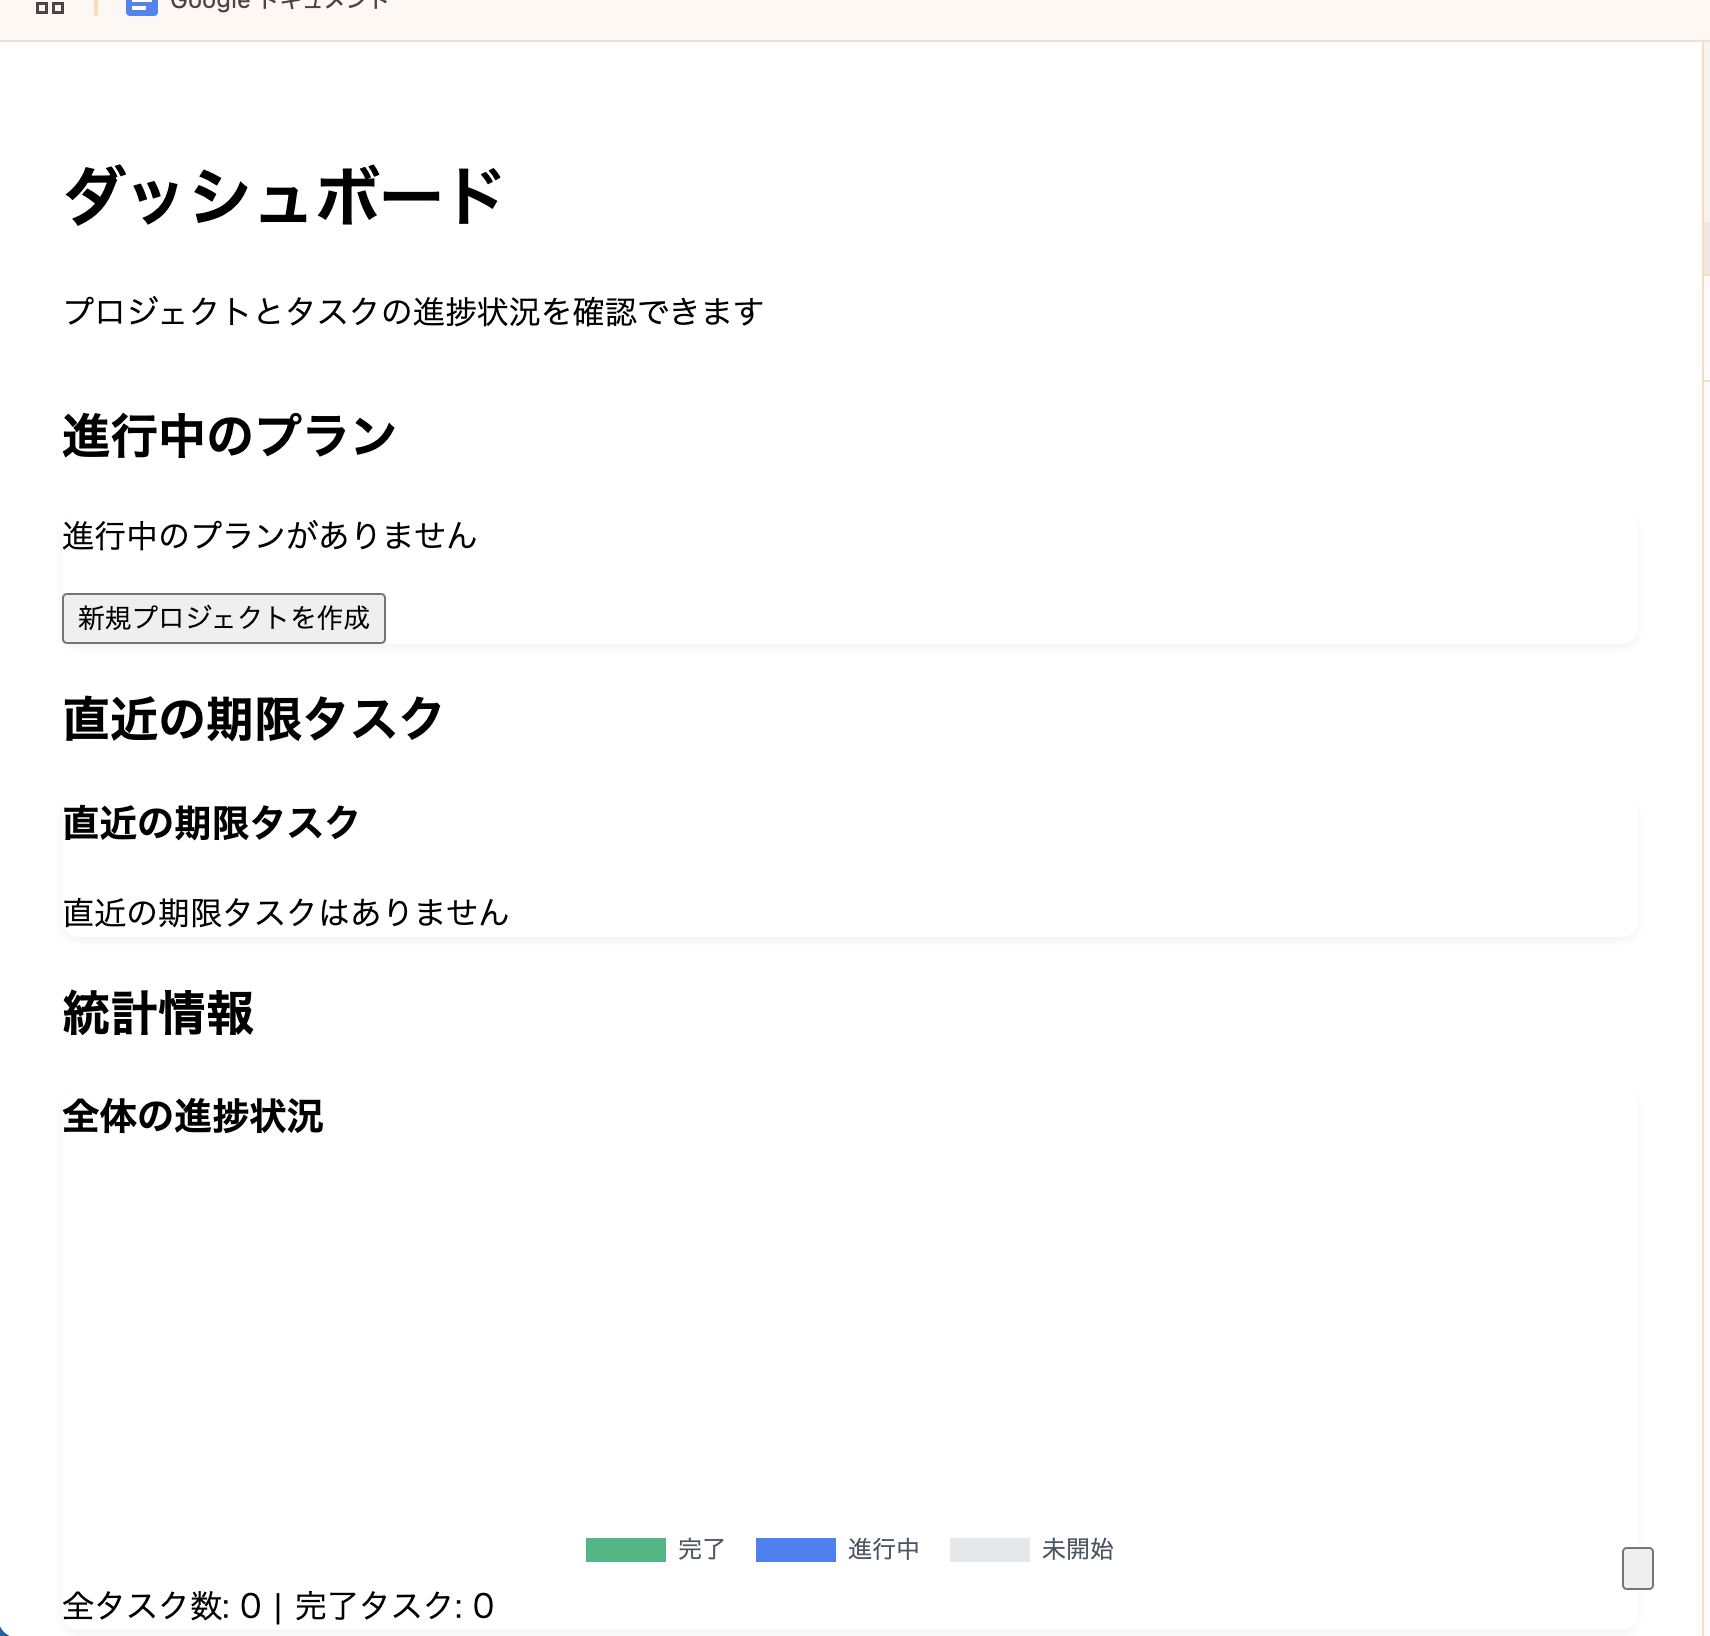 Google ドキュメント
ダッシュボード
プロジェクトとタスクの進捗状況を確認できます
進行中のプラン
進行中のプランがありません
新規プロジェクトを作成
直近の期限タスク
直近の期限タスク
直近の期限タスクはありません
統計情報
全体の進捗状況
完了 進行中 未開始
全タスク数: 0 | 完了タスク: 0